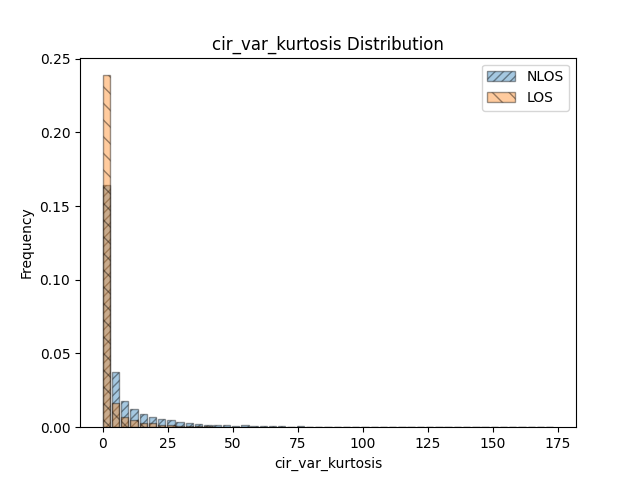 cir_var_kurtosis Distribution
NLOS
LOS
Frequency
0.25
0.20
0.15
0.10
0.05
0.00
0 25 50 75 100 125 150 175
cir_var_kurtosis